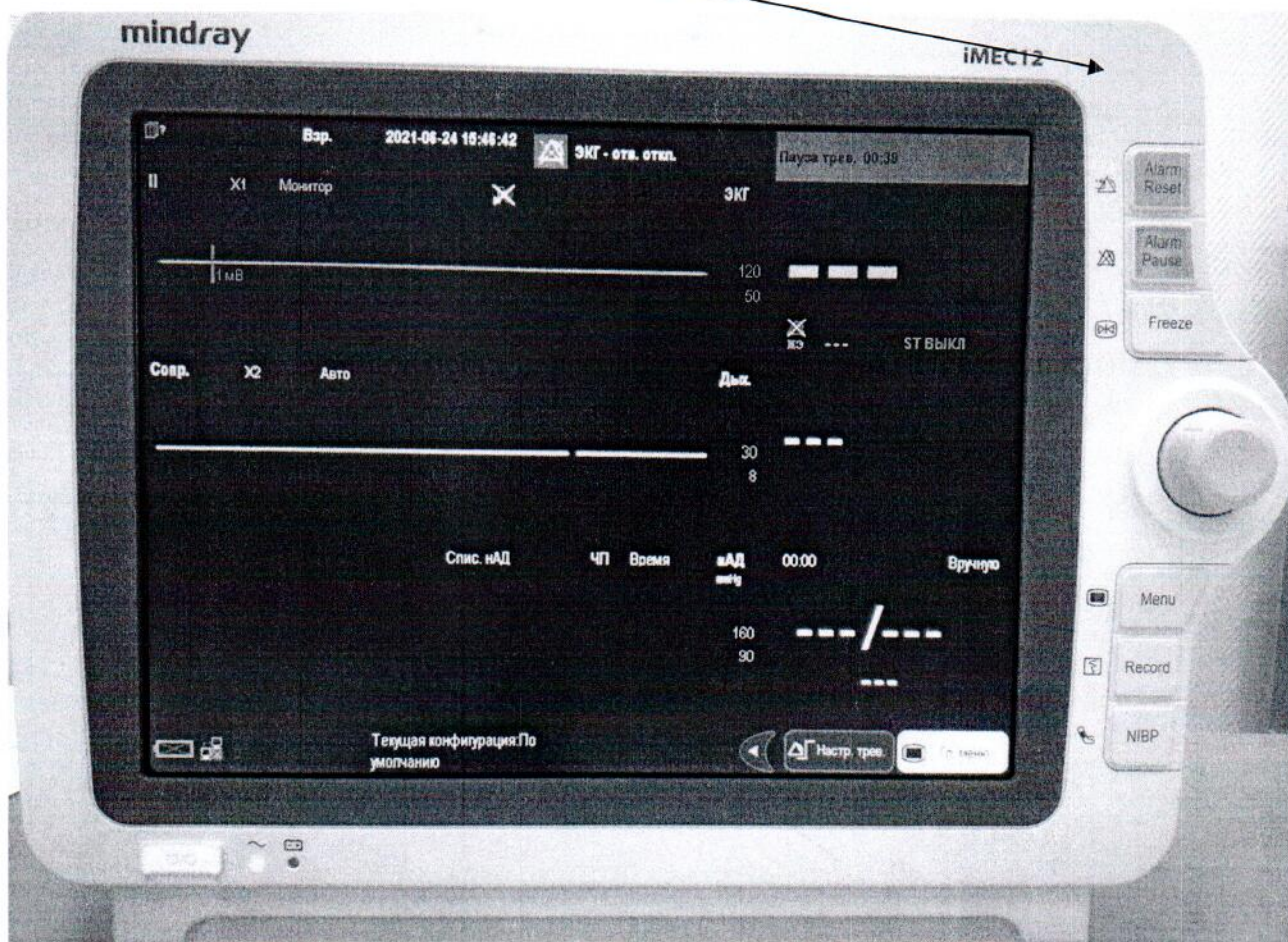 mindray
iMEC12
? Взр. 2021-06-24 15:46:42 ЭКГ - отв. откл. Пауза трев. 00:39
II X1 Монитор ЭКГ
1 мВ
120
50
--- ST ВЫКЛ
Сопр. X2 Авто Дых.
30
8
---
Спис. нАД ЧП Время нАД 00:00 Вручную
mmHg
160
90
--- / ---
---
Текущая конфигурация:По
умолчанию
Настр. трев.
Alarm
Reset
Alarm
Pause
Freeze
Menu
Record
NIBP